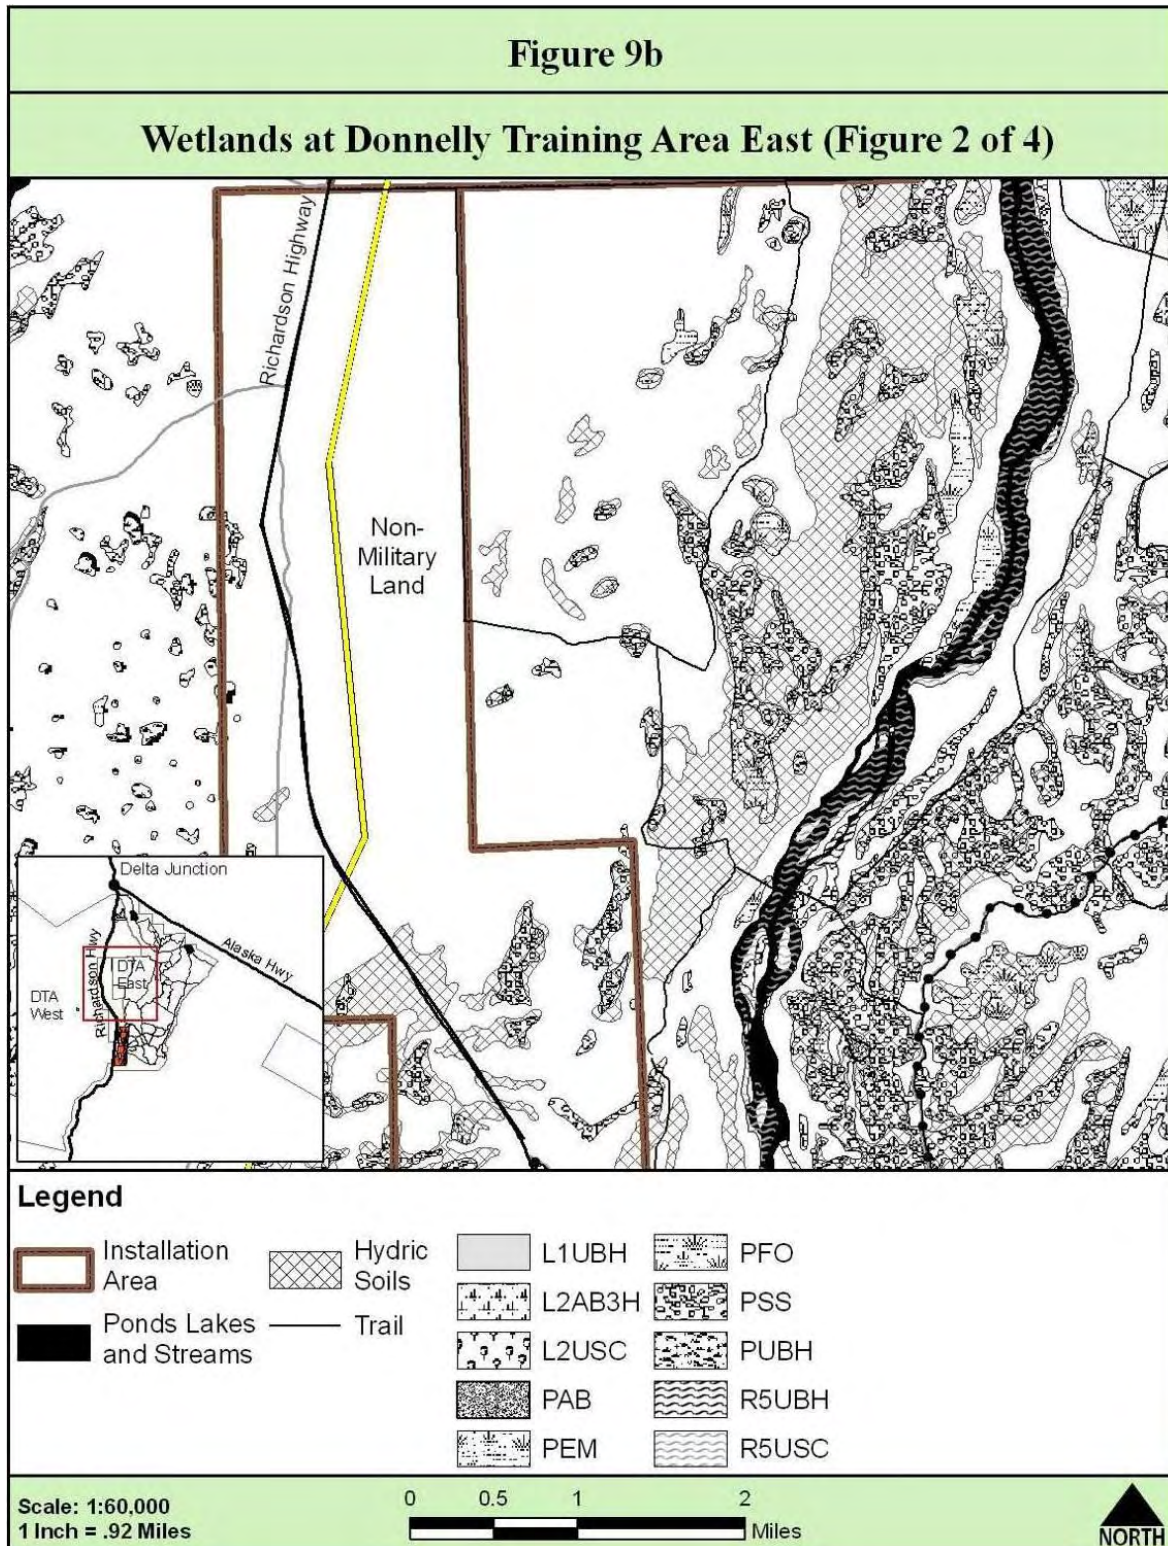 Figure 9b
Wetlands at Donnelly Training Area East (Figure 2 of 4)
Richardson Highway
Non-
Military
Land
Delta Junction
Alaska Hwy
Richardson Hwy
DTA
East
DTA
West
Legend
Installation
Area
Ponds Lakes
and Streams
Hydric
Soils
Trail
L1UBH
L2AB3H
L2USC
PAB
PEM
PFO
PSS
PUBH
R5UBH
R5USC
Scale: 1:60,000
1 Inch = .92 Miles
0 0.5 1 2
Miles
NORTH